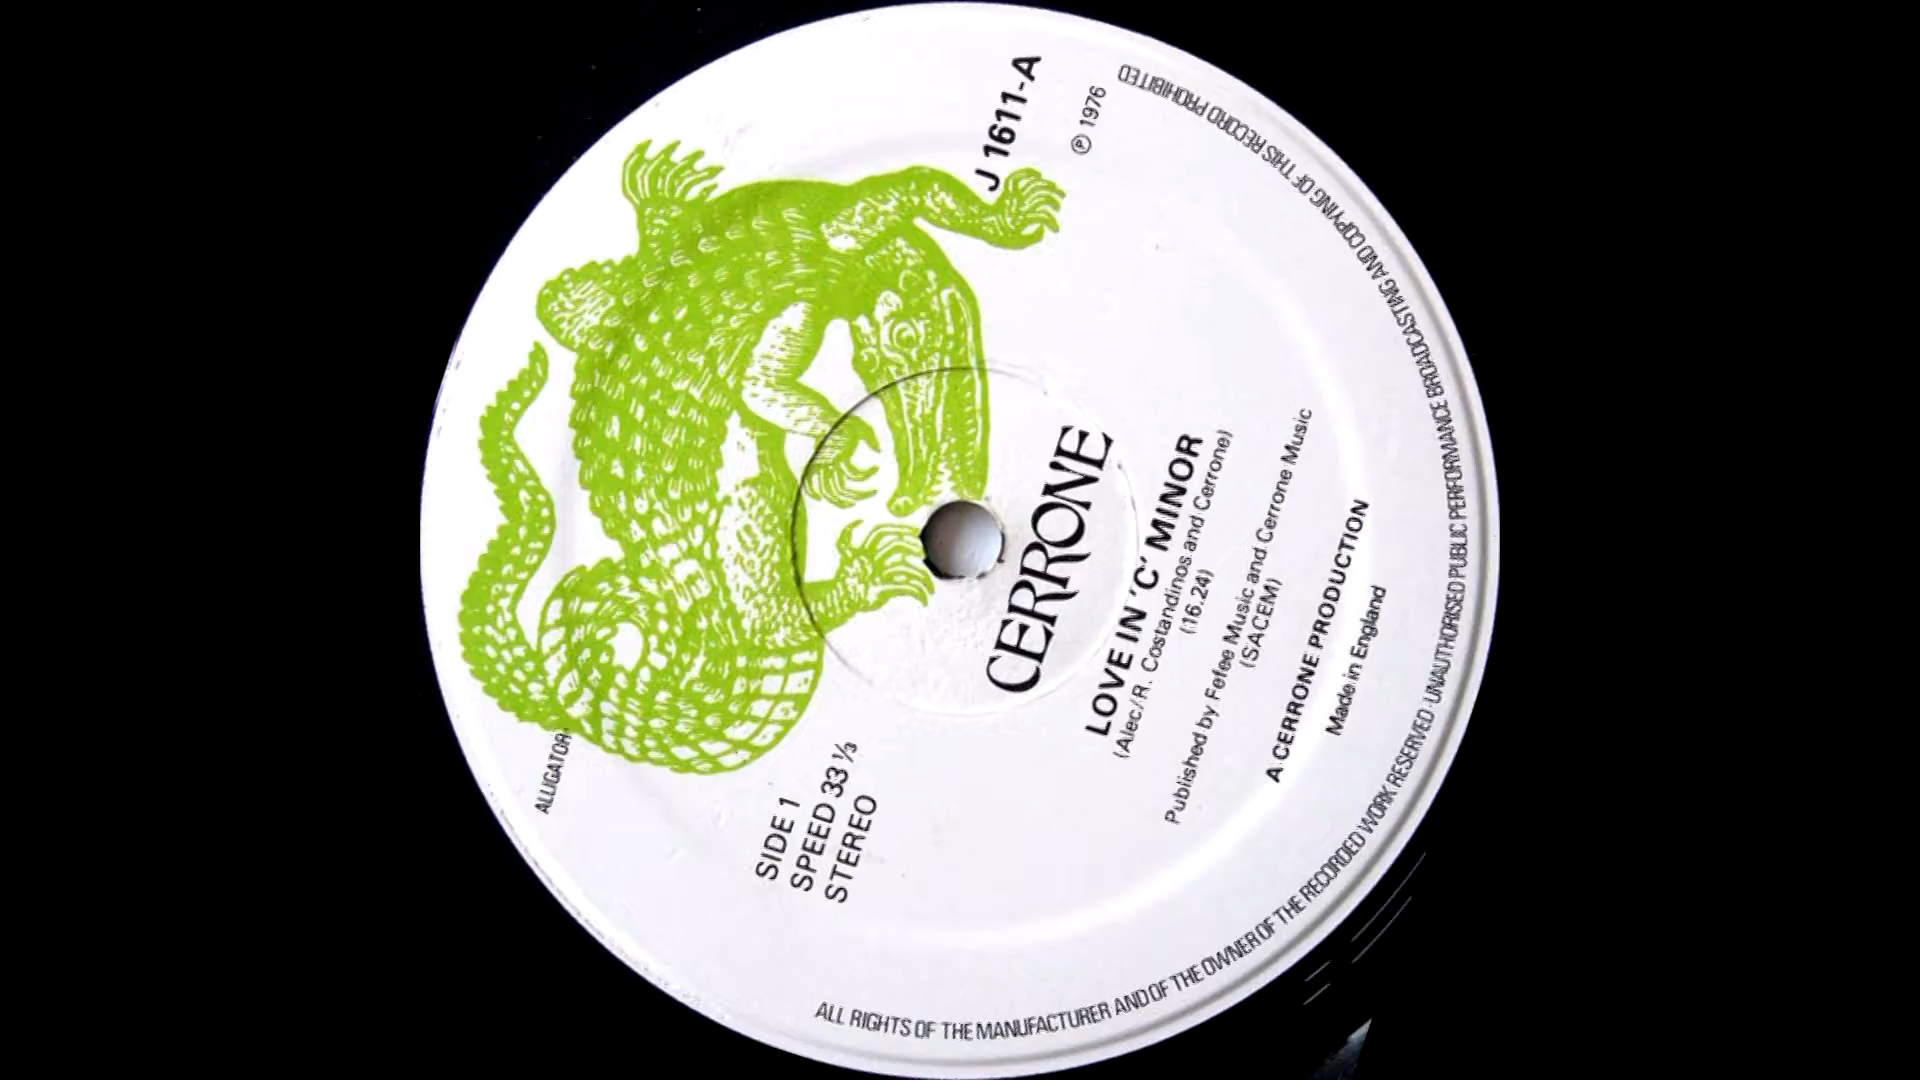 ALLIGATOR
J 1611-A
℗ 1976
SIDE 1
SPEED 33 ⅓
STEREO
CERRONE
LOVE IN 'C' MINOR
(Alec/R. Costandinos and Cerrone)
(16.24)
Published by Fefee Music and Cerrone Music
(SACEM)
A CERRONE PRODUCTION
Made in England
ALL RIGHTS OF THE MANUFACTURER AND OF THE OWNER OF THE RECORDED WORK RESERVED · UNAUTHORISED PUBLIC PERFORMANCE BROADCASTING AND COPYING OF THIS RECORD PROHIBITED